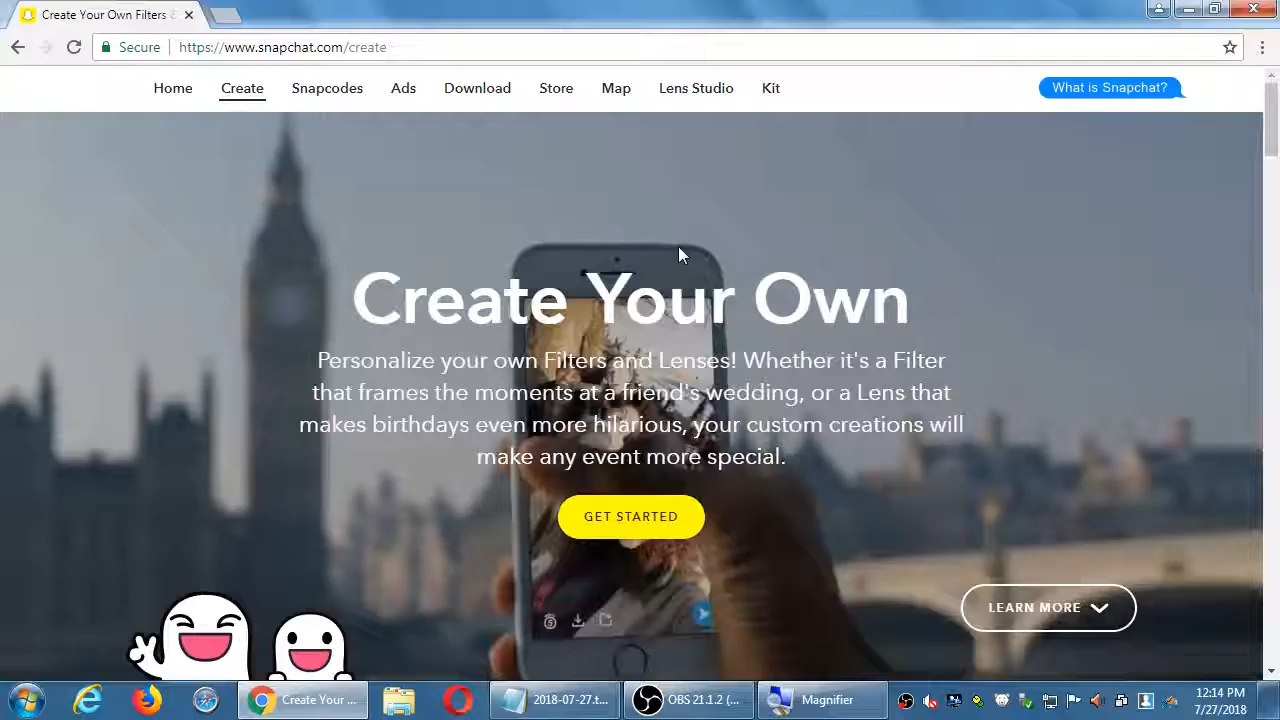 Create Your Own Filters &
Secure
https://www.snapchat.com/create
Home
Create
Snapcodes
Ads
Download
Store
Map
Lens Studio
Kit
What is Snapchat?
Create Your Own
Personalize your own Filters and Lenses! Whether it's a Filter
that frames the moments at a friend's wedding, or a Lens that
makes birthdays even more hilarious, your custom creations will
make any event more special.
GET STARTED
LEARN MORE
Create Your ...
2018-07-27.t...
OBS 21.1.2 (...
Magnifier
12:14 PM
7/27/2018